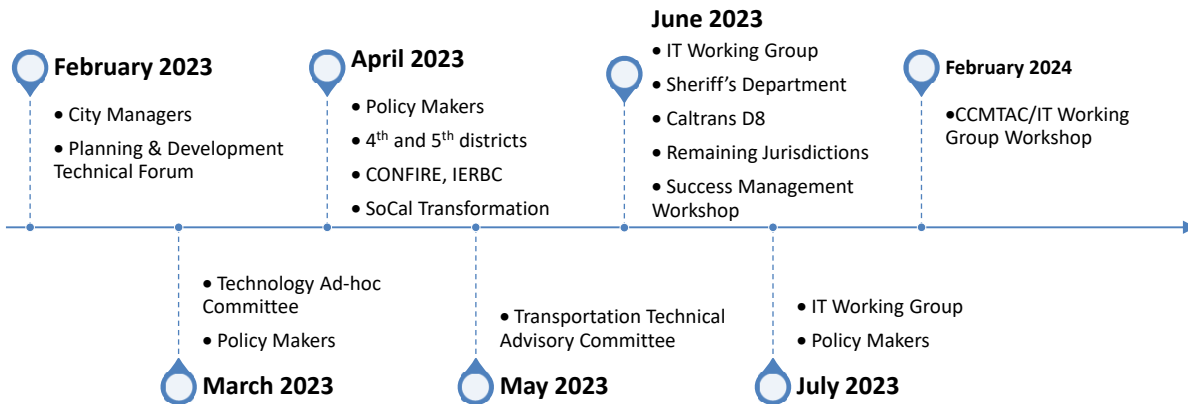 February 2023
• City Managers
• Planning & Development
Technical Forum
March 2023
• Technology Ad-hoc
Committee
• Policy Makers
April 2023
• Policy Makers
• 4th and 5th districts
• CONFIRE, IERBC
• SoCal Transformation
May 2023
• Transportation Technical
Advisory Committee
June 2023
• IT Working Group
• Sheriff’s Department
• Caltrans D8
• Remaining Jurisdictions
• Success Management
Workshop
July 2023
• IT Working Group
• Policy Makers
February 2024
•CCMTAC/IT Working
Group Workshop